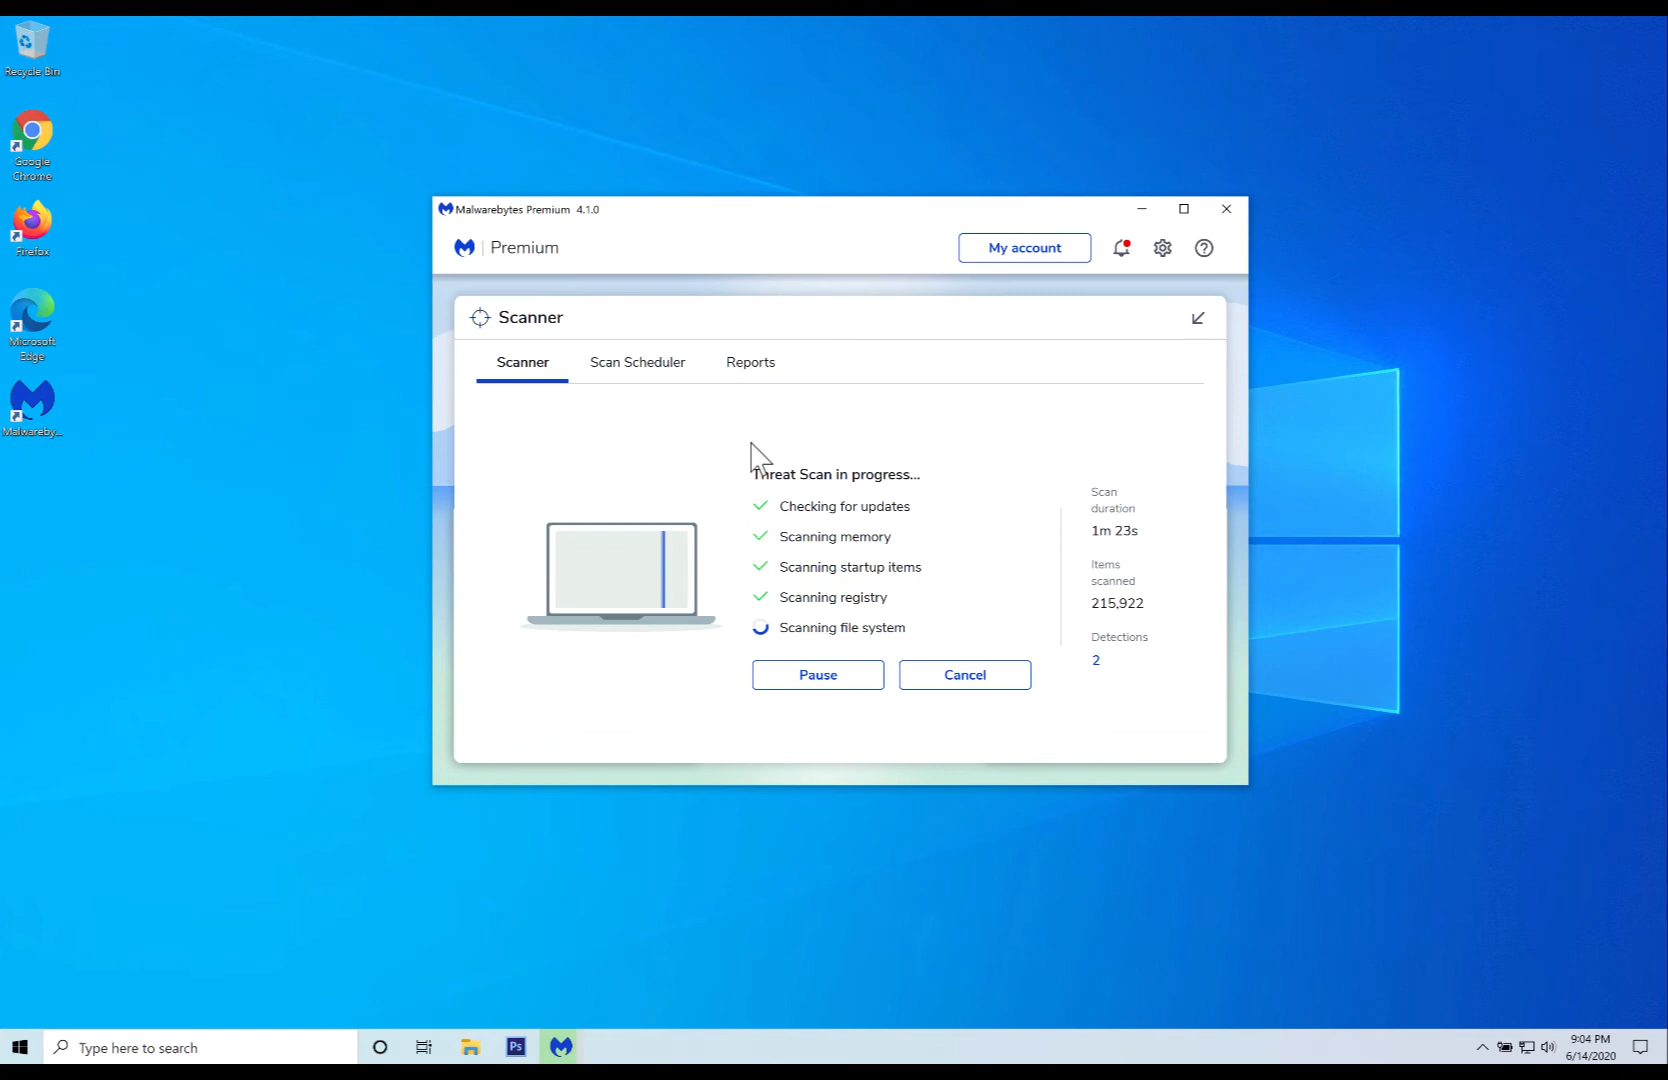 Recycle Bin
Google
Chrome
Firefox
Microsoft
Edge
Malwareby...
Malwarebytes Premium 4.1.0
Premium
My account
Scanner
Scanner
Scan Scheduler
Reports
Threat Scan in progress...
Checking for updates
Scanning memory
Scanning startup items
Scanning registry
Scanning file system
Pause
Cancel
Scan
duration
1m 23s
Items
scanned
215,922
Detections
2
Type here to search
Ps
9:04 PM
6/14/2020